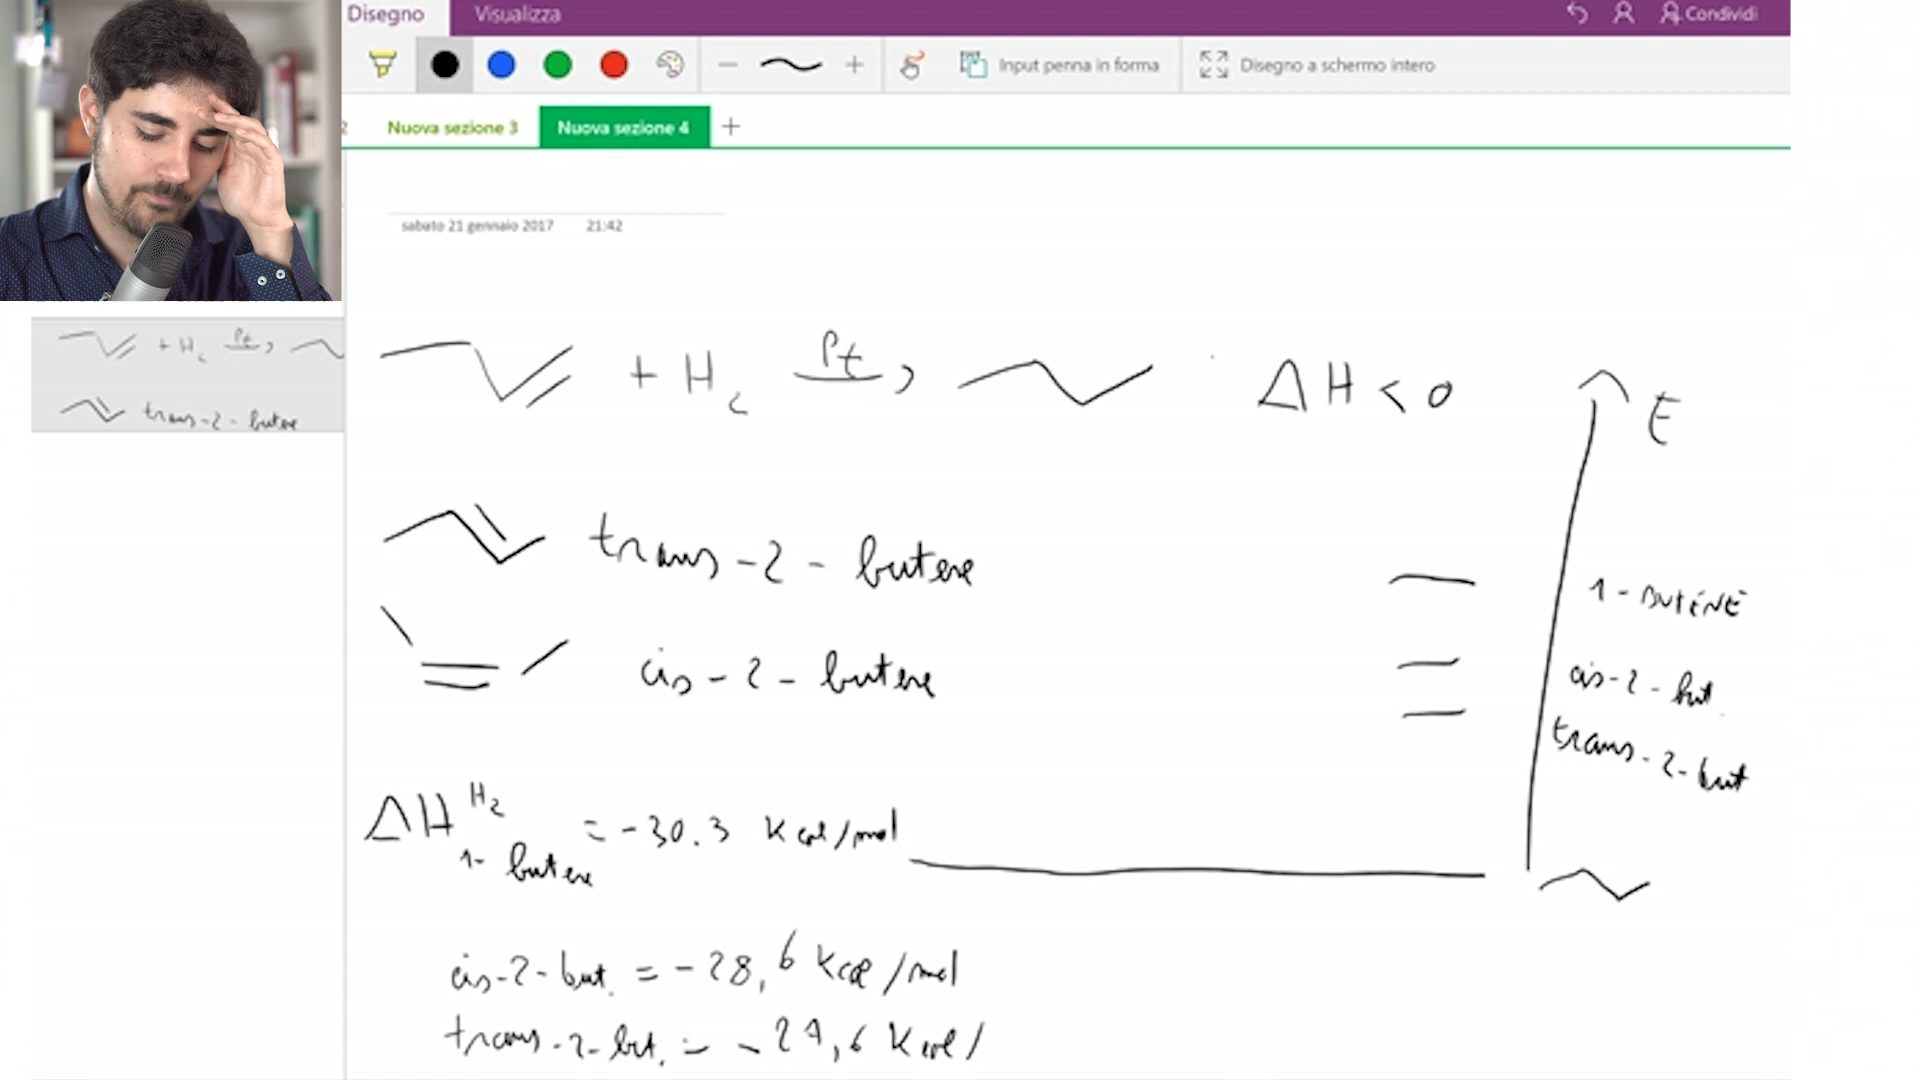 Disegno Visualizza Condividi
Input penna in forma Disegno a schermo intero
2 Nuova sezione 3 Nuova sezione 4 +
sabato 21 gennaio 2017 21:42
+ H2 Pt
trans-2-butene
+ H2 Pt ΔH < 0
E
trans-2-butene
1-BUTENE
cis-2-butene
cis-2-but.
trans-2-but
ΔH H2 1-butene = -30.3 Kcal/mol
cis-2-but. = -28,6 Kcal/mol
trans-2-but. = -27,6 Kcal/